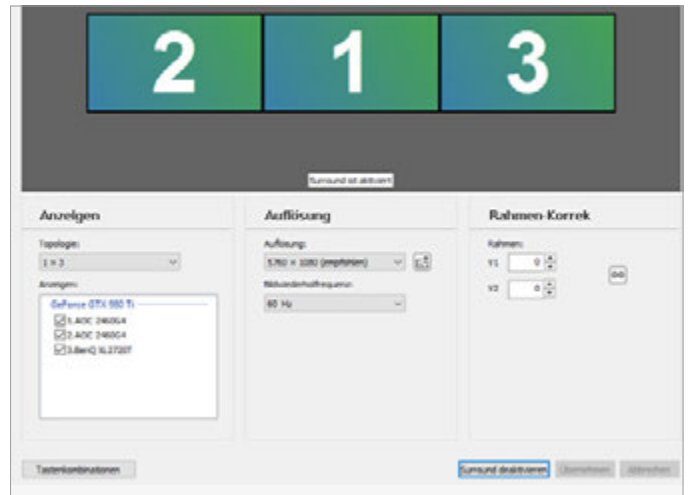 2 1 3
Surround ist aktiviert
Anzeigen
Topologie:
1 x 3
Anzeigen:
GeForce GTX 980 Ti
1.AOC 2460G4
2.AOC 2460G4
3.BenQ XL2720T
Auflösung
Auflösung:
5760 × 1080 (empfohlen)
Bildwiederholfrequenz:
60 Hz
Rahmen-Korrek
Rahmen:
V1 0
V2 0
Tastenkombinationen
Surround deaktivieren Übernehmen Abbrechen